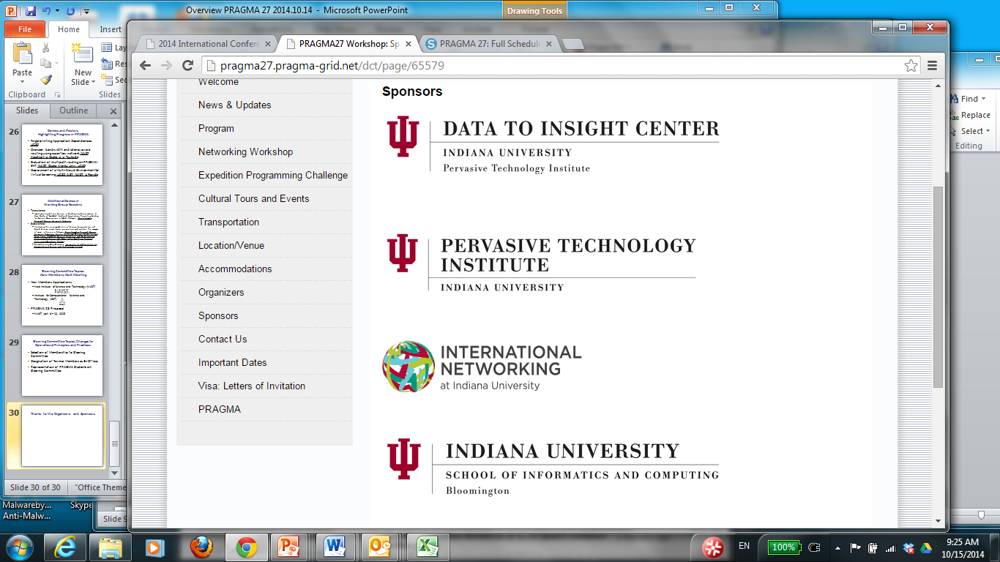 Overview PRAGMA 27 2014.10.14 - Microsoft PowerPoint
Drawing Tools
File
Home
Insert
Paste
New
Slide
Lay
Res
Sec
Clipboard
Slides
Find
Replace
Select
Editing
Slides
Outline
26
Demos and Posters
Highlighting Progress in PRAGMA
27
Additional Demos in
Working Group Sessions
28
Steering Committee Topics:
New Members, Next Meeting
New Members Applications
NAIST.
PRAGMA 28 Proposal
29
Steering Committee Topics: Changes to
Operational Principles and Practices
Selection of Membership to Steering
Committee
Designation of Former Members as Ex-Officio
Representation of PRAGMA Students on
Steering Committee
30
Thanks to the Organizers and Sponsors
Slide 30 of 30
"Office Theme
2014 International Confere
PRAGMA27 Workshop: Sp
PRAGMA 27: Full Schedule
pragma27.pragma-grid.net/dct/page/65579
Welcome
News & Updates
Program
Networking Workshop
Expedition Programming Challenge
Cultural Tours and Events
Transportation
Location/Venue
Accommodations
Organizers
Sponsors
Contact Us
Important Dates
Visa: Letters of Invitation
PRAGMA
Sponsors
DATA TO INSIGHT CENTER
INDIANA UNIVERSITY
Pervasive Technology Institute
PERVASIVE TECHNOLOGY
INSTITUTE
INDIANA UNIVERSITY
INTERNATIONAL
NETWORKING
at Indiana University
INDIANA UNIVERSITY
SCHOOL OF INFORMATICS AND COMPUTING
Bloomington
Malwareby...
Anti-Malw...
Skype
Slide 9
EN
100%
9:25 AM
10/15/2014